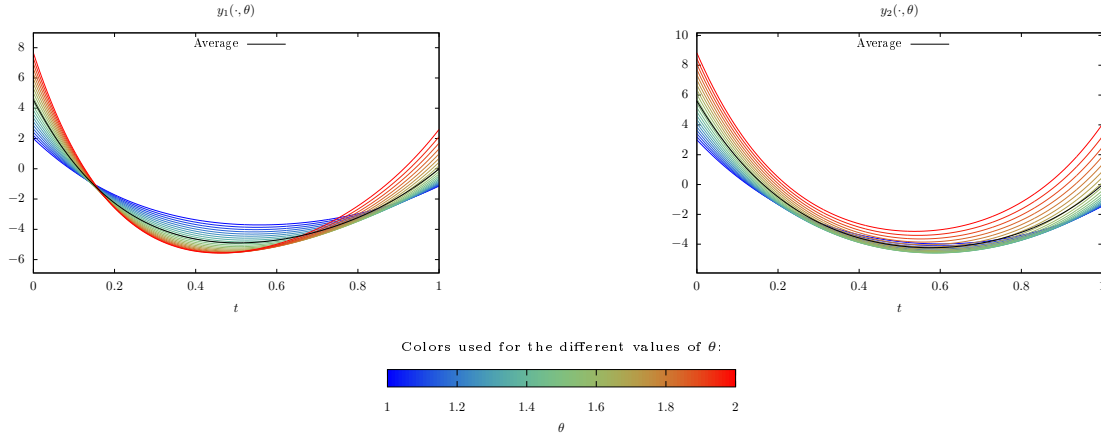 y₁(·, θ)
Average
8
6
4
2
0
−2
−4
−6
0 0.2 0.4 0.6 0.8 1
t
y₂(·, θ)
Average
10
8
6
4
2
0
−2
−4
0 0.2 0.4 0.6 0.8 1
t
Colors used for the different values of θ:
1 1.2 1.4 1.6 1.8 2
θ